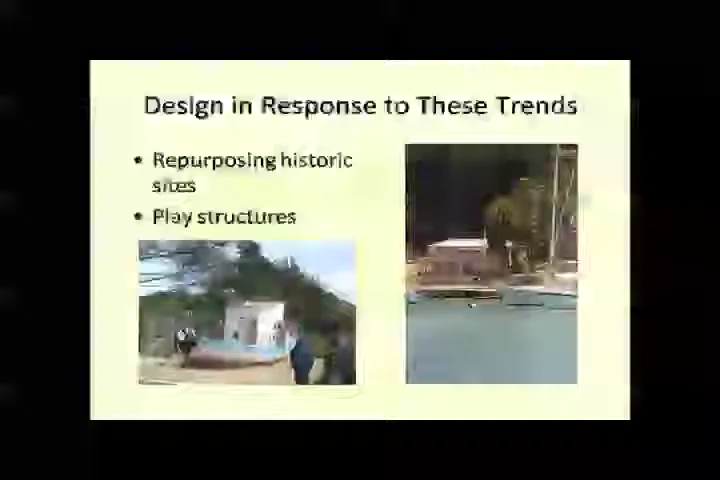 Design in Response to These Trends
• Repurposing historic
sites
• Play structures